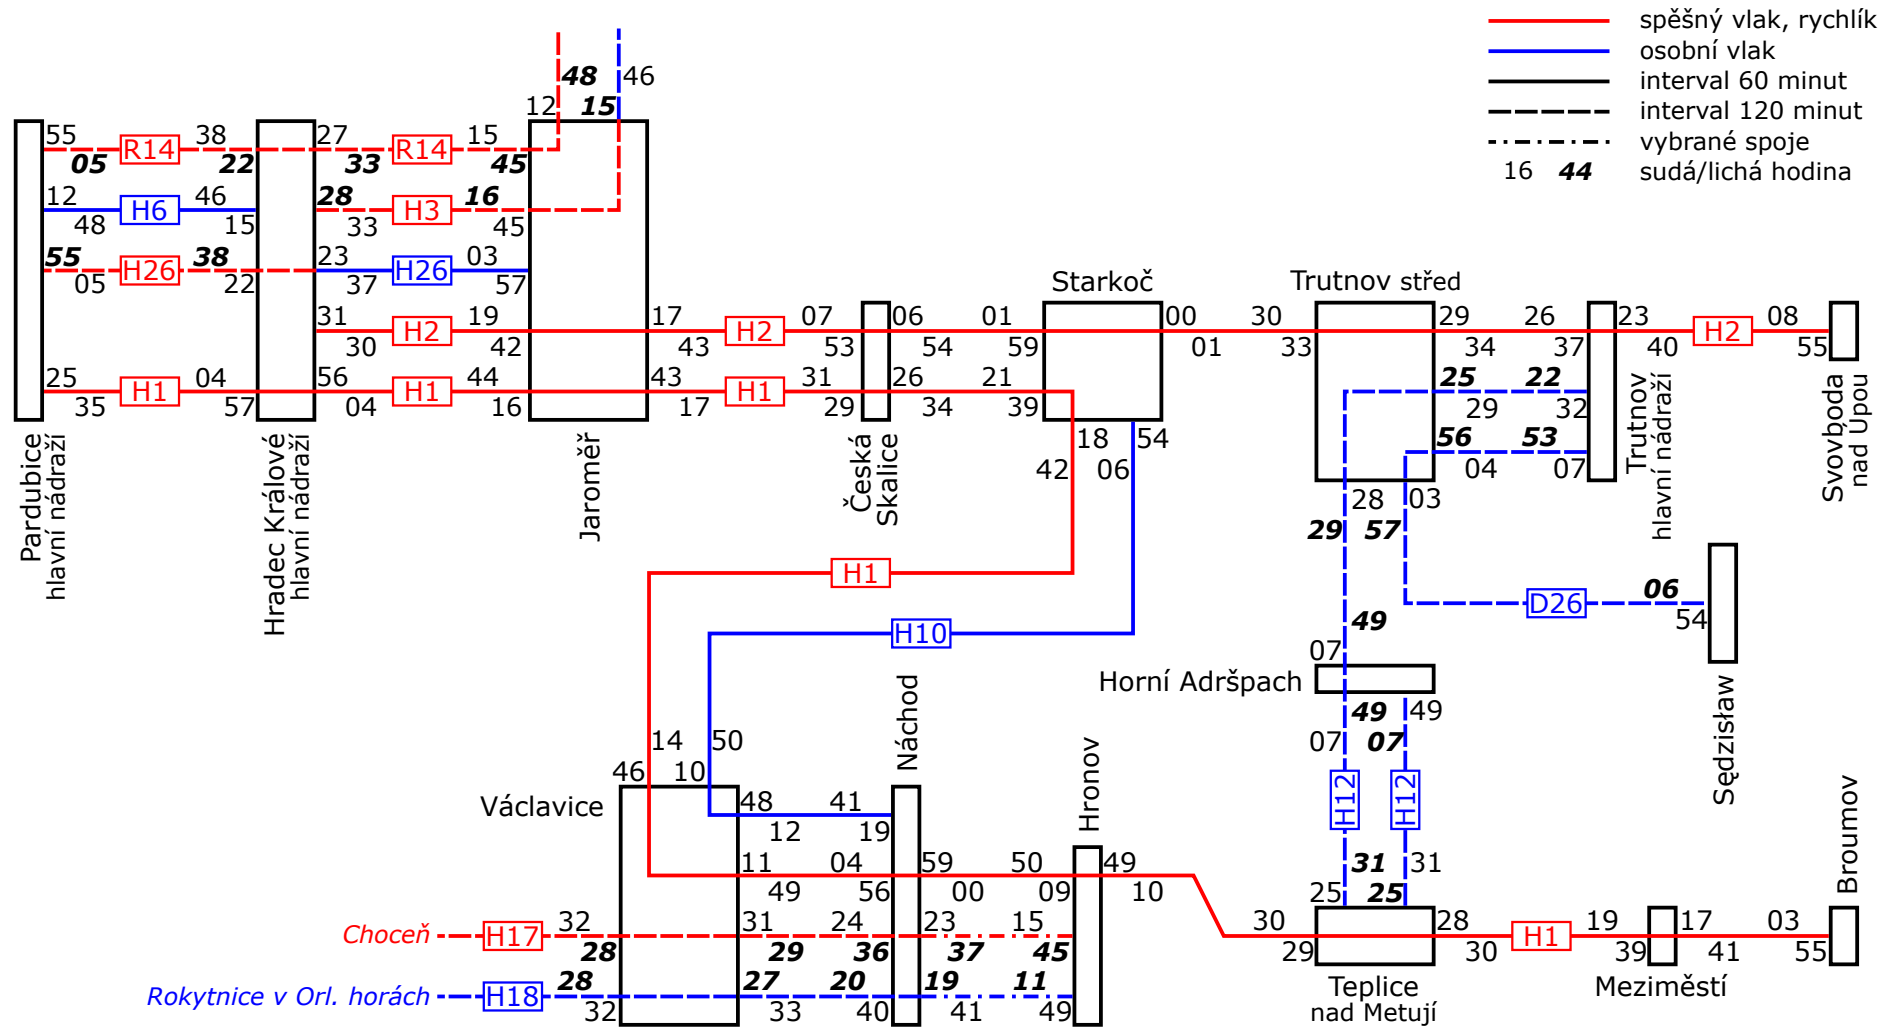 spěšný vlak, rychlík
osobní vlak
interval 60 minut
interval 120 minut
vybrané spoje
16 44 sudá/lichá hodina
48 46
12 15
55 R14 38 27 R14 15
05 22 33 45
12 H6 46 28 H3 16
48 15 33 45
55 H26 38 23 H26 03
05 22 37 57
Starkoč
Trutnov střed
31 H2 19 17 H2 07 06 01 00 30 29 26 23 H2 08
30 42 43 53 54 59 01 33 34 37 40 55
25 H1 04 56 H1 44 43 H1 31 26 21 25 22
35 57 04 16 17 29 34 39 29 32
18 54 56 53
42 06 04 07
Pardubice
hlavní nádraží
Hradec Králové
hlavní nádraží
Jaroměř
Česká
Skalice
Trutnov
hlavní nádraží
Svovboda
nad Úpou
28 03
29 57
H1
D26 06
54
H10
49
07
Horní Adršpach
49 49
07 07
H12 H12
Sędzisław
14 50
46 10
Václavice
Náchod
Hronov
48 41
12 19
11 04 59 50 49
49 56 00 09 10
31 31
25 25
Broumov
Choceň H17 32 31 24 23 15
28 29 36 37 45
30 28 H1 19 17 03
29 30 39 41 55
Rokytnice v Orl. horách H18 28 27 20 19 11
32 33 40 41 49
Teplice
nad Metují
Meziměstí